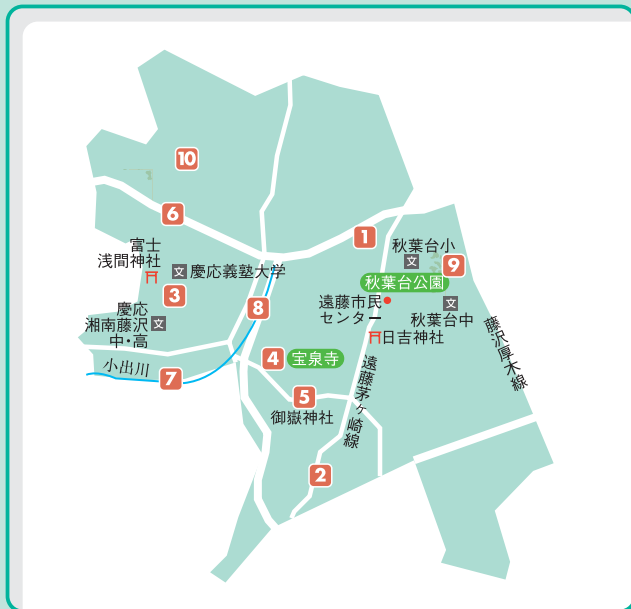 10
6
富士
浅間神社
文
慶応義塾大学
3
慶応
湘南藤沢
中・高
文
小出川
7
8
1
秋葉台小
文
9
秋葉台公園
遠藤市民
センター
文
秋葉台中
日吉神社
4
宝泉寺
5
御嶽神社
遠藤茅ヶ崎線
2
藤沢厚木線